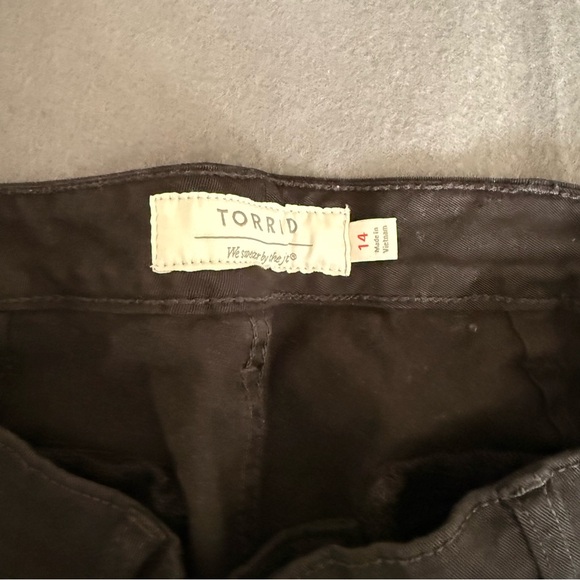 TORRID
We swear by the fit®
14
Made in
Vietnam